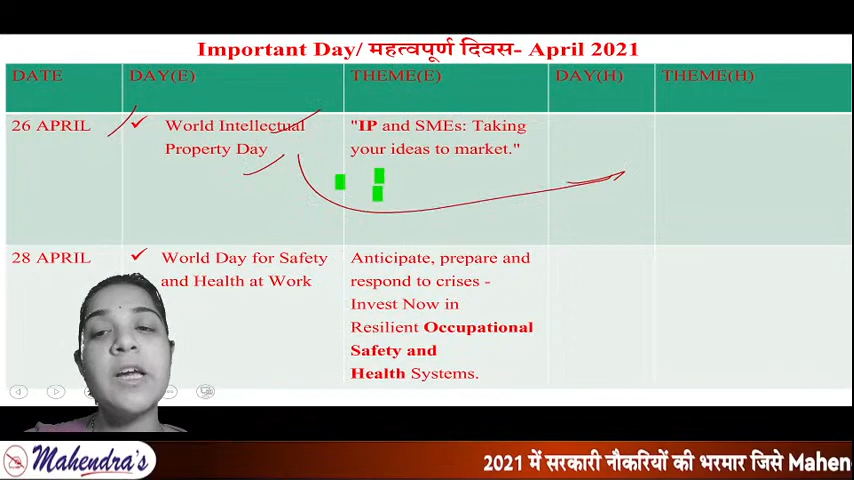 Important Day/ महत्वपूर्ण दिवस- April 2021
DATE DAY(E) THEME(E) DAY(H) THEME(H)
26 APRIL World Intellectual Property Day "IP and SMEs: Taking your ideas to market."
28 APRIL World Day for Safety and Health at Work Anticipate, prepare and respond to crises - Invest Now in Resilient Occupational Safety and Health Systems.
Mahendra's
2021 में सरकारी नौकरियों की भरमार जिसे Mahen